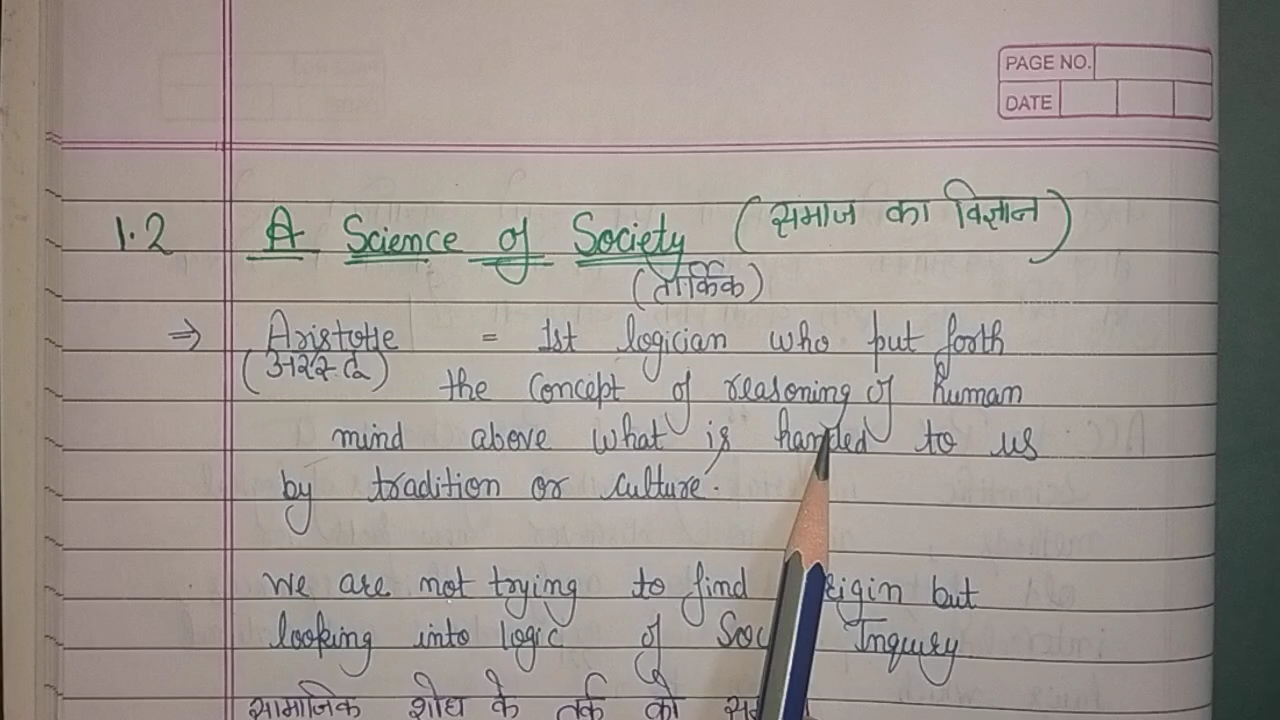 PAGE NO.
DATE
1.2 A Science of Society (समाज का विज्ञान)
(तार्किक)
⇒ Aristotle = 1st logician who put forth
(अरस्तु) the concept of reasoning of human
mind above what is handed to us
by tradition or culture.
We are not trying to find but
looking into logic of Inquiry
सामाजिक शोध के तर्क को